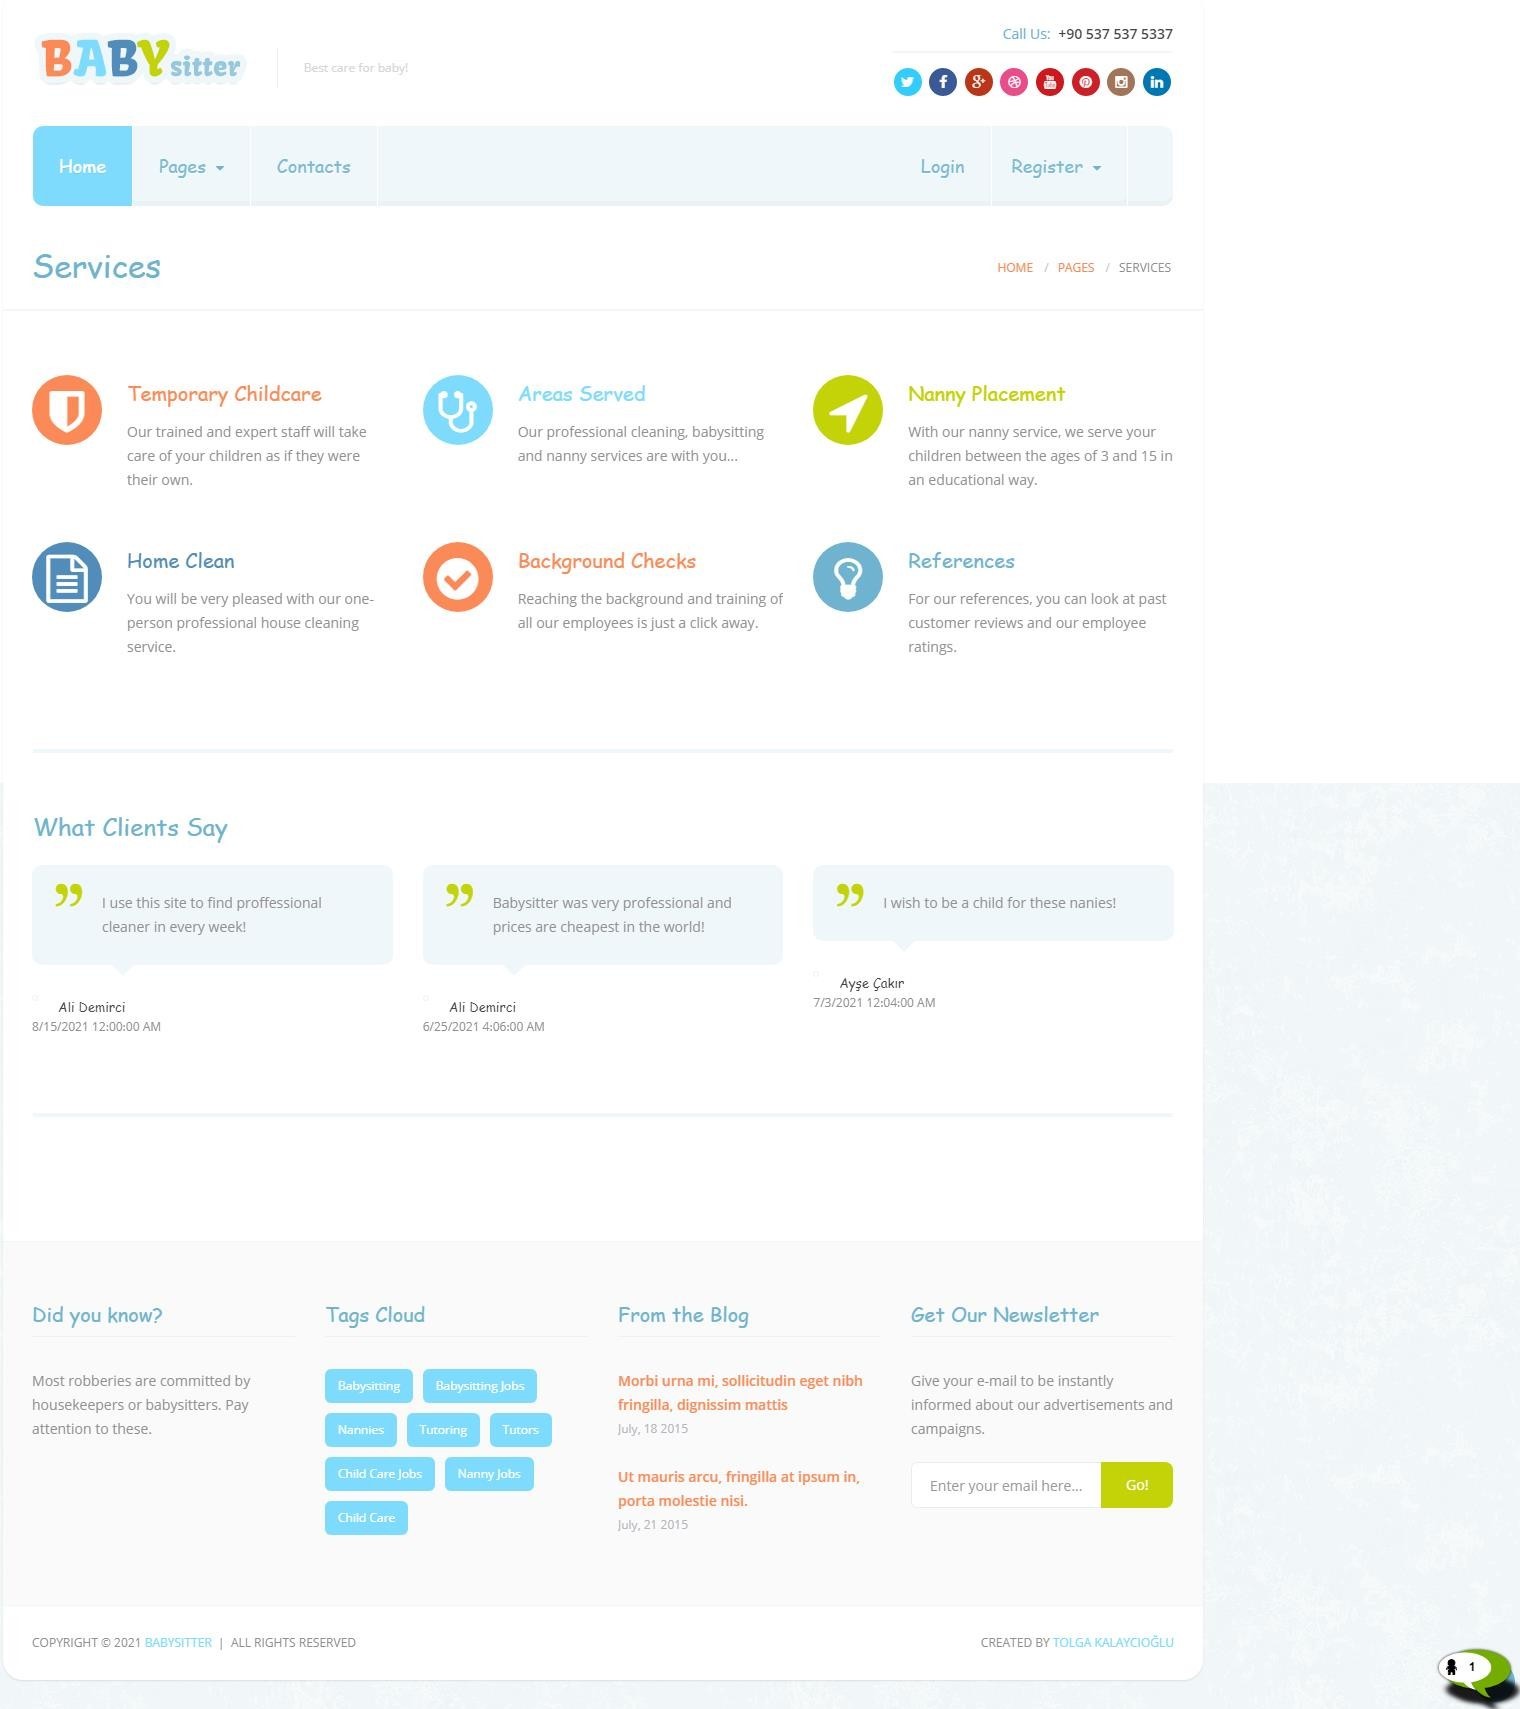 BABYsitter
Best care for baby!
Call Us: +90 537 537 5337
Home
Pages
Contacts
Login
Register
Services
HOME / PAGES / SERVICES
Temporary Childcare
Our trained and expert staff will take
care of your children as if they were
their own.
Areas Served
Our professional cleaning, babysitting
and nanny services are with you...
Nanny Placement
With our nanny service, we serve your
children between the ages of 3 and 15 in
an educational way.
Home Clean
You will be very pleased with our one-
person professional house cleaning
service.
Background Checks
Reaching the background and training of
all our employees is just a click away.
References
For our references, you can look at past
customer reviews and our employee
ratings.
What Clients Say
I use this site to find proffessional
cleaner in every week!
Ali Demirci
8/15/2021 12:00:00 AM
Babysitter was very professional and
prices are cheapest in the world!
Ali Demirci
6/25/2021 4:06:00 AM
I wish to be a child for these nanies!
Ayşe Çakır
7/3/2021 12:04:00 AM
Did you know?
Most robberies are committed by
housekeepers or babysitters. Pay
attention to these.
Tags Cloud
Babysitting
Babysitting Jobs
Nannies
Tutoring
Tutors
Child Care Jobs
Nanny Jobs
Child Care
From the Blog
Morbi urna mi, sollicitudin eget nibh
fringilla, dignissim mattis
July, 18 2015
Ut mauris arcu, fringilla at ipsum in,
porta molestie nisi.
July, 21 2015
Get Our Newsletter
Give your e-mail to be instantly
informed about our advertisements and
campaigns.
Enter your email here...
Go!
COPYRIGHT © 2021 BABYSITTER | ALL RIGHTS RESERVED
CREATED BY TOLGA KALAYCIOĞLU
1